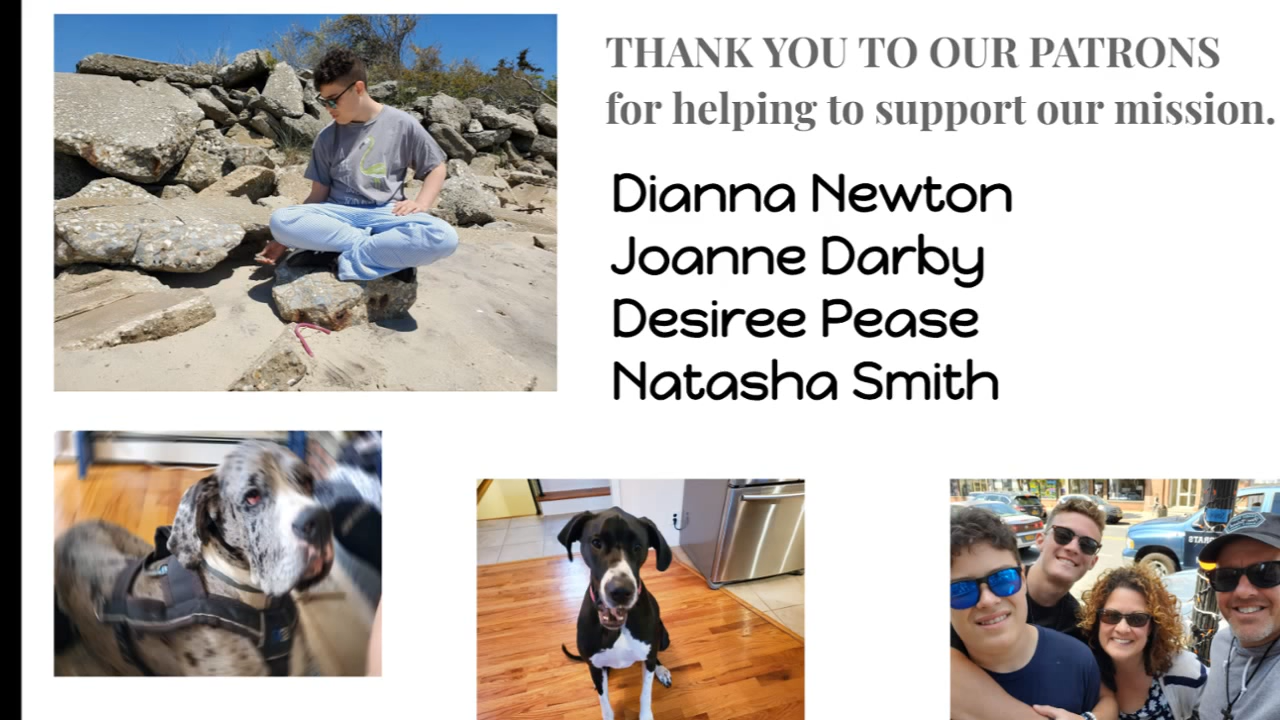 THANK YOU TO OUR PATRONS
for helping to support our mission.
Dianna Newton
Joanne Darby
Desiree Pease
Natasha Smith